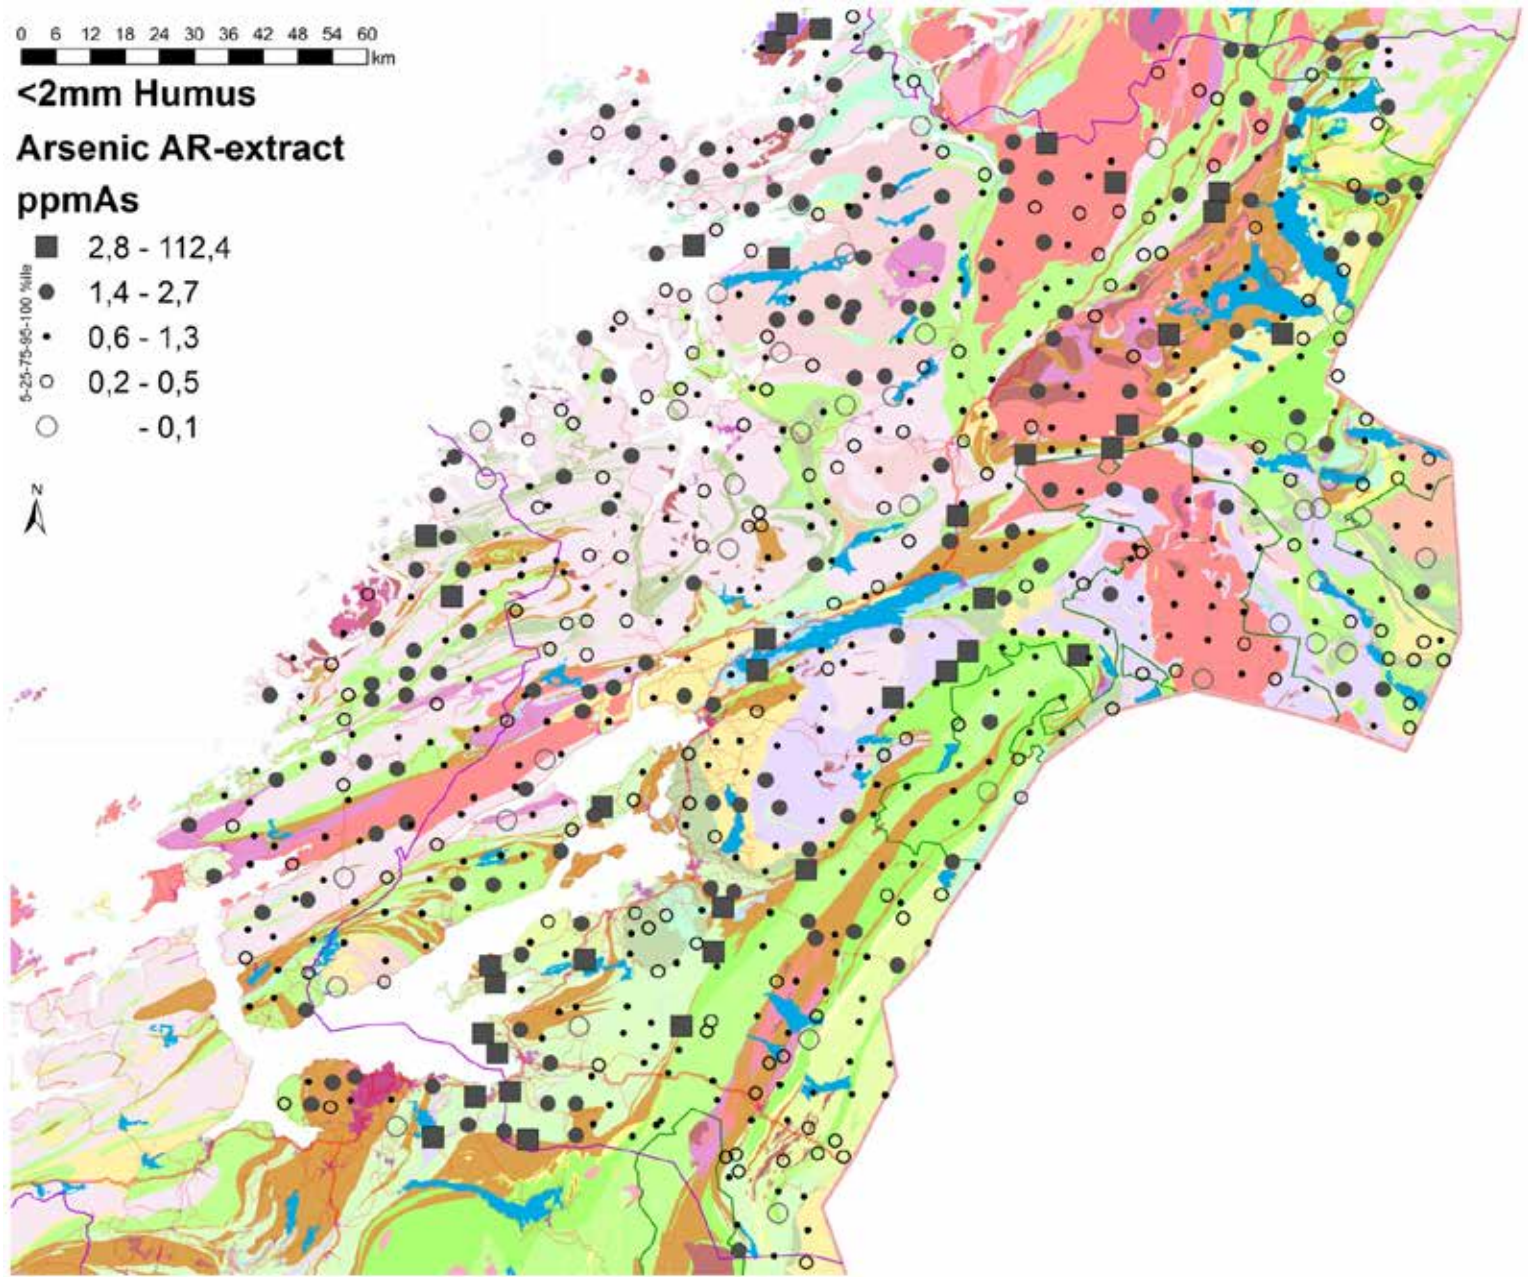 0 6 12 18 24 30 36 42 48 54 60
km
<2mm Humus
Arsenic AR-extract
ppmAs
2,8 - 112,4
1,4 - 2,7
0,6 - 1,3
0,2 - 0,5
- 0,1
5-25-75-95-100 %ile
N